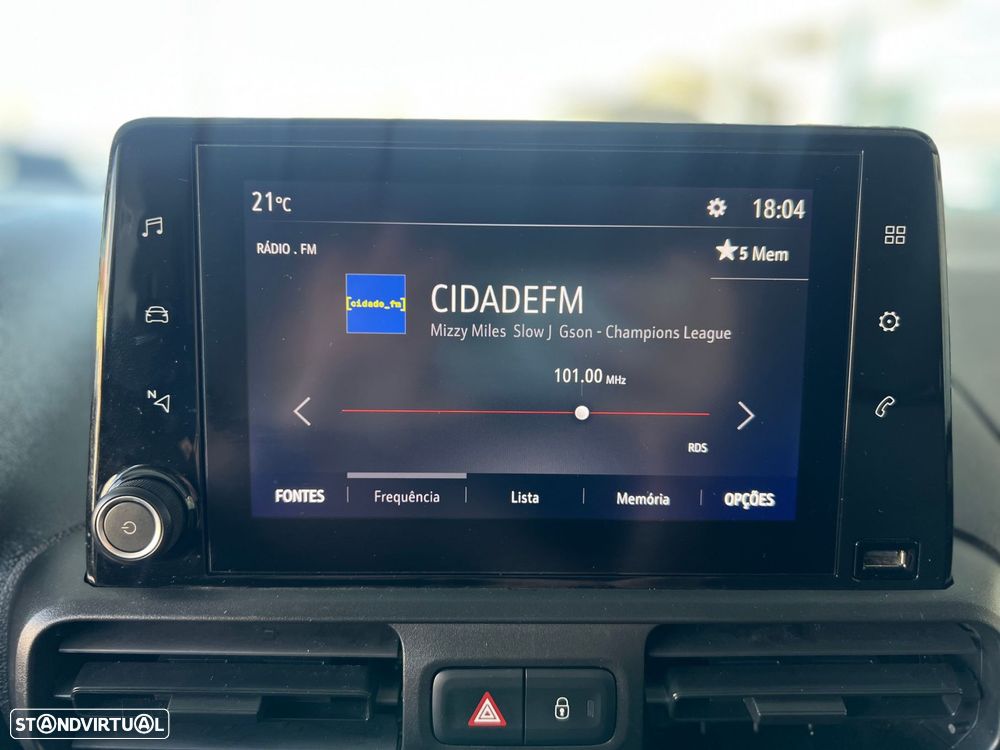 21°C
18:04
RÁDIO . FM
5 Mem
[cidade_fm]
CIDADEFM
Mizzy Miles Slow J Gson - Champions League
101.00 MHz
N
RDS
FONTES
Frequência
Lista
Memória
OPÇÕES
STANDVIRTUAL